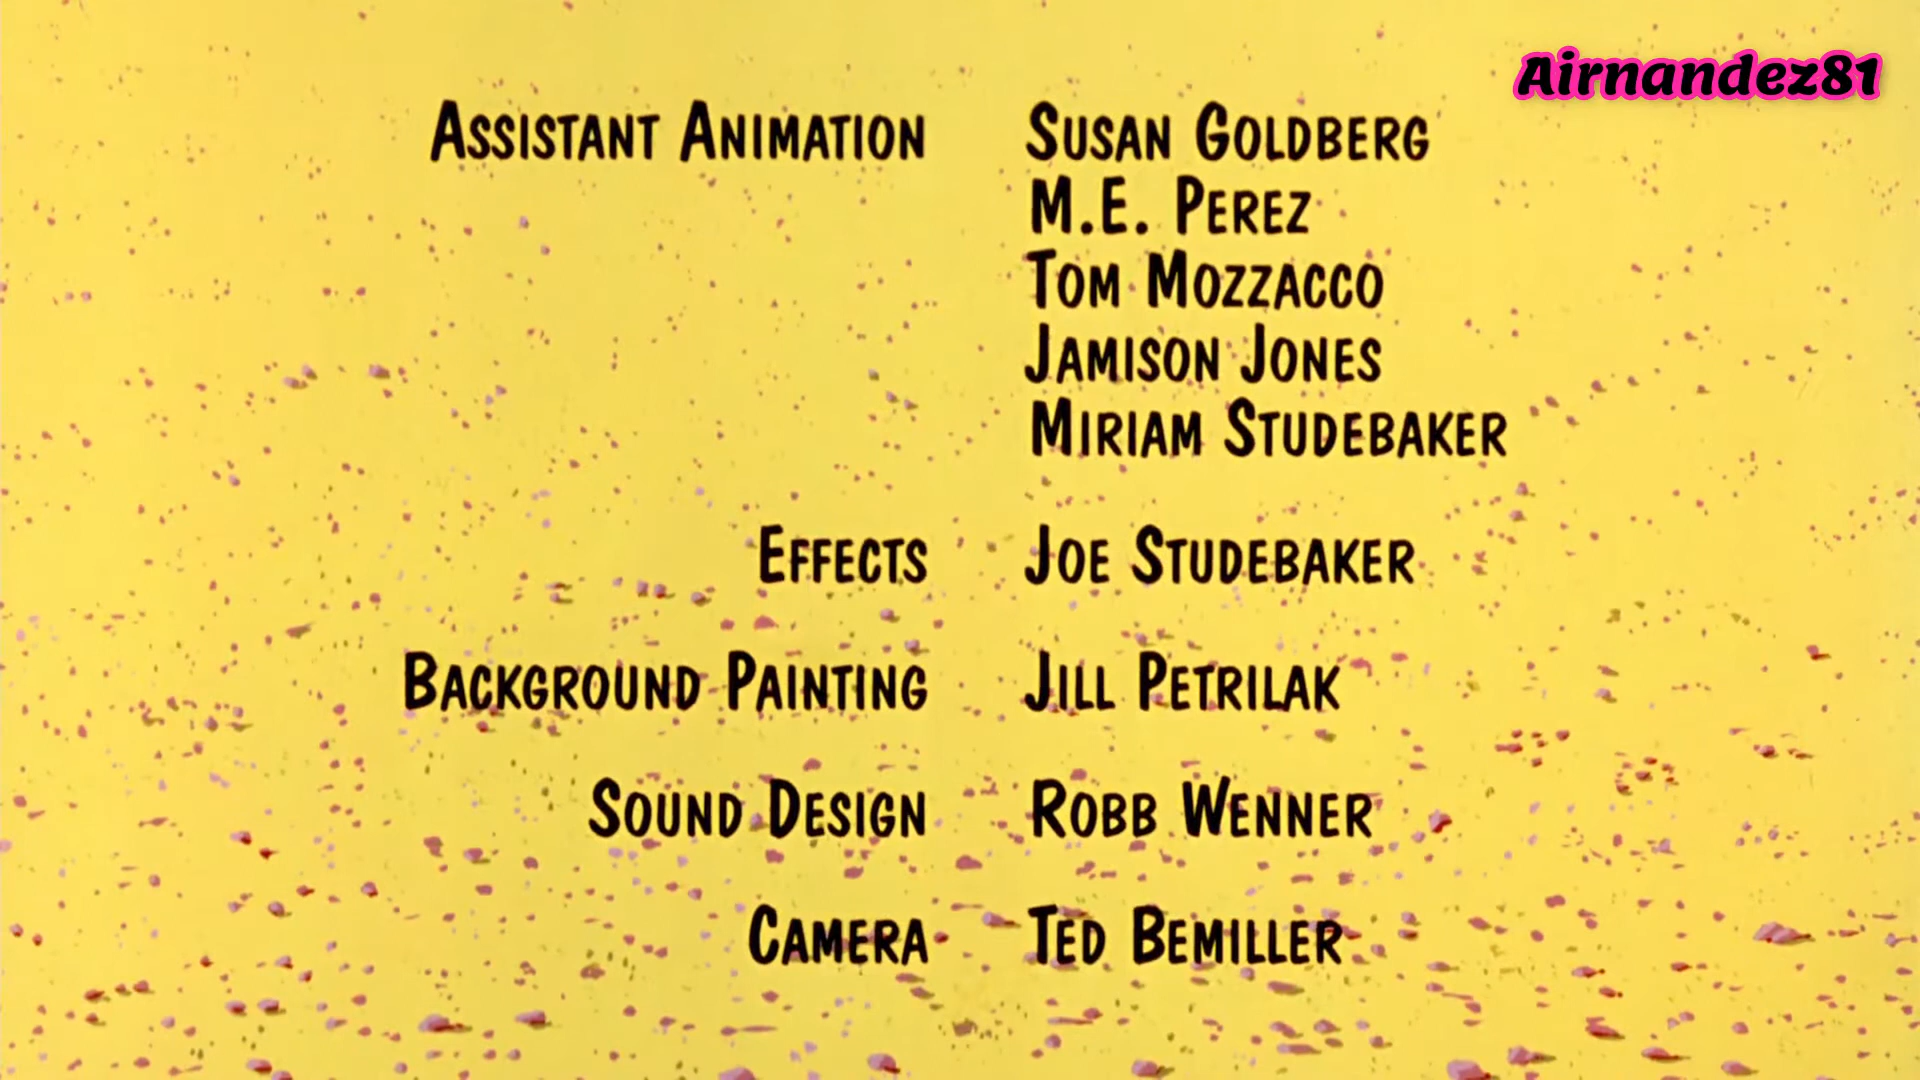 Airnandez81
Assistant Animation Susan Goldberg
M.E. Perez
Tom Mozzacco
Jamison Jones
Miriam Studebaker
Effects Joe Studebaker
Background Painting Jill Petrilak
Sound Design Robb Wenner
Camera Ted Bemiller